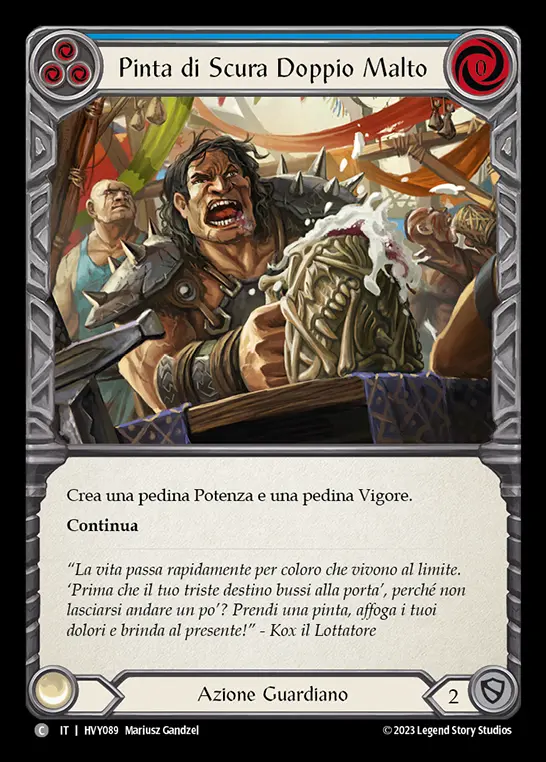 Pinta di Scura Doppio Malto
0
Crea una pedina Potenza e una pedina Vigore.
Continua
“La vita passa rapidamente per coloro che vivono al limite.
‘Prima che il tuo triste destino bussi alla porta’, perché non
lasciarsi andare un po’? Prendi una pinta, affoga i tuoi
dolori e brinda al presente!” - Kox il Lottatore
Azione Guardiano
2
C IT | HVY089 Mariusz Gandzel
© 2023 Legend Story Studios